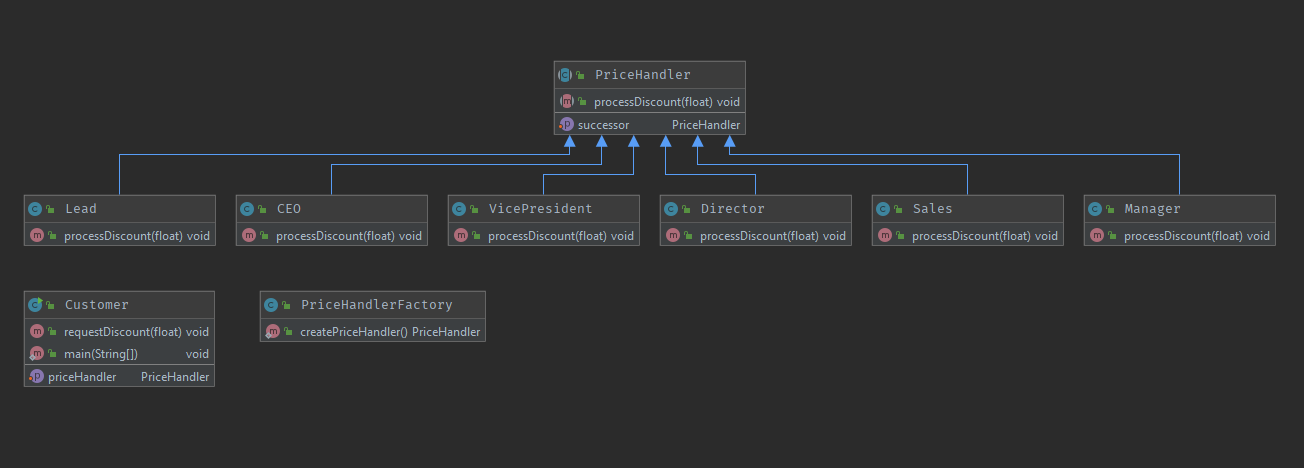 PriceHandler
processDiscount(float) void
successor PriceHandler
Lead
processDiscount(float) void
CEO
processDiscount(float) void
VicePresident
processDiscount(float) void
Director
processDiscount(float) void
Sales
processDiscount(float) void
Manager
processDiscount(float) void
Customer
requestDiscount(float) void
main(String[]) void
priceHandler PriceHandler
PriceHandlerFactory
createPriceHandler() PriceHandler